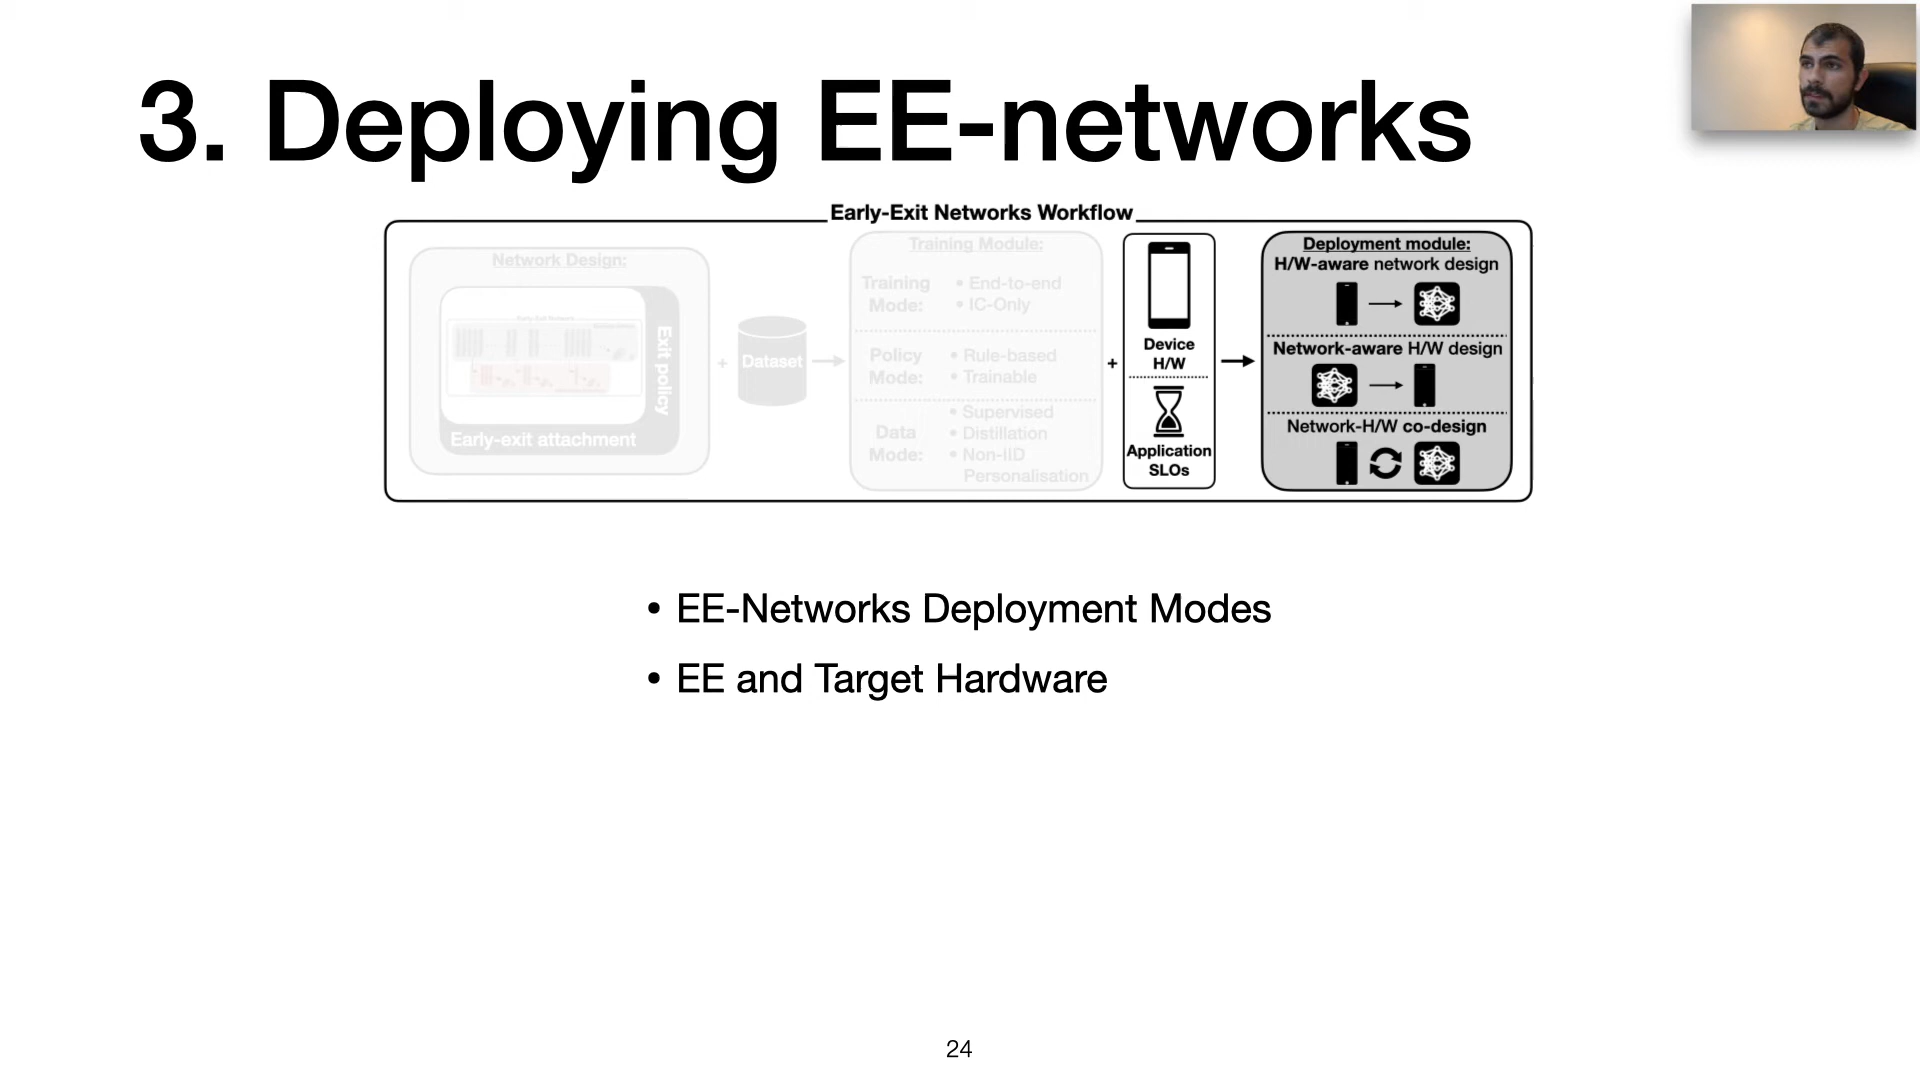 3. Deploying EE-networks
Early-Exit Networks Workflow
Network Design:
Exit policy
Early-exit attachment
+
Dataset
Training Module:
Training Mode:
• End-to-end
• IC-Only
Policy Mode:
• Rule-based
• Trainable
Data Mode:
• Supervised
• Distillation
• Non-IID
Personalisation
+
Device
H/W
Application
SLOs
Deployment module:
H/W-aware network design
Network-aware H/W design
Network-H/W co-design
• EE-Networks Deployment Modes
• EE and Target Hardware
24